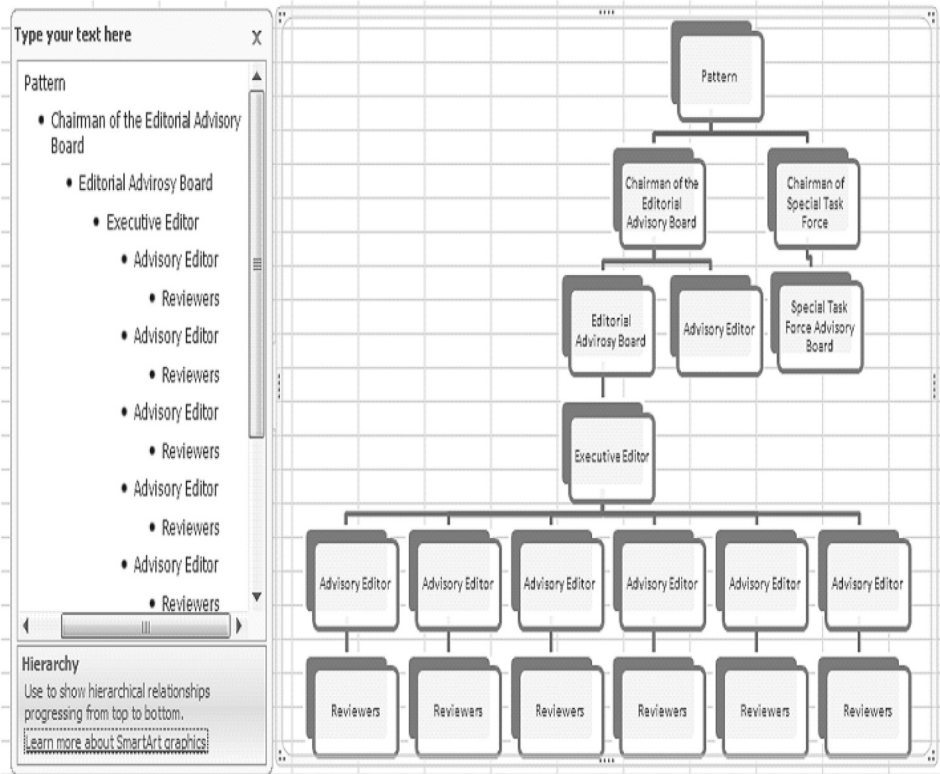 Type your text here
X
Pattern
Chairman of the Editorial Advisory
Board
Editorial Advirosy Board
Executive Editor
Advisory Editor
Reviewers
Advisory Editor
Reviewers
Advisory Editor
Reviewers
Advisory Editor
Reviewers
Advisory Editor
Reviewers
Hierarchy
Use to show hierarchical relationships
progressing from top to bottom.
Learn more about SmartArt graphics
Pattern
Chairman of the
Editorial
Advisory Board
Chairman of
Special Task
Force
Editorial
Advirosy Board
Advisory Editor
Special Task
Force Advisory
Board
Executive Editor
Advisory Editor
Advisory Editor
Advisory Editor
Advisory Editor
Advisory Editor
Advisory Editor
Reviewers
Reviewers
Reviewers
Reviewers
Reviewers
Reviewers